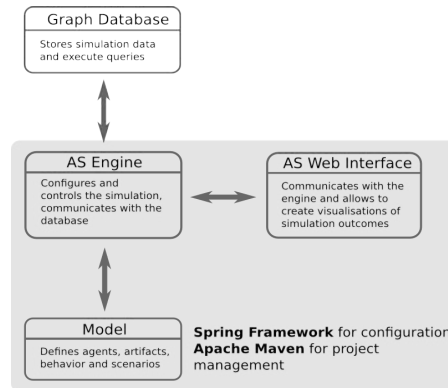 Graph Database
Stores simulation data
and execute queries
AS Engine
Configures and
controls the simulation,
communicates with the
database
AS Web Interface
Communicates with the
engine and allows to
create visualisations of
simulation outcomes
Model
Defines agents, artifacts,
behavior and scenarios
Spring Framework for configuration
Apache Maven for project
management